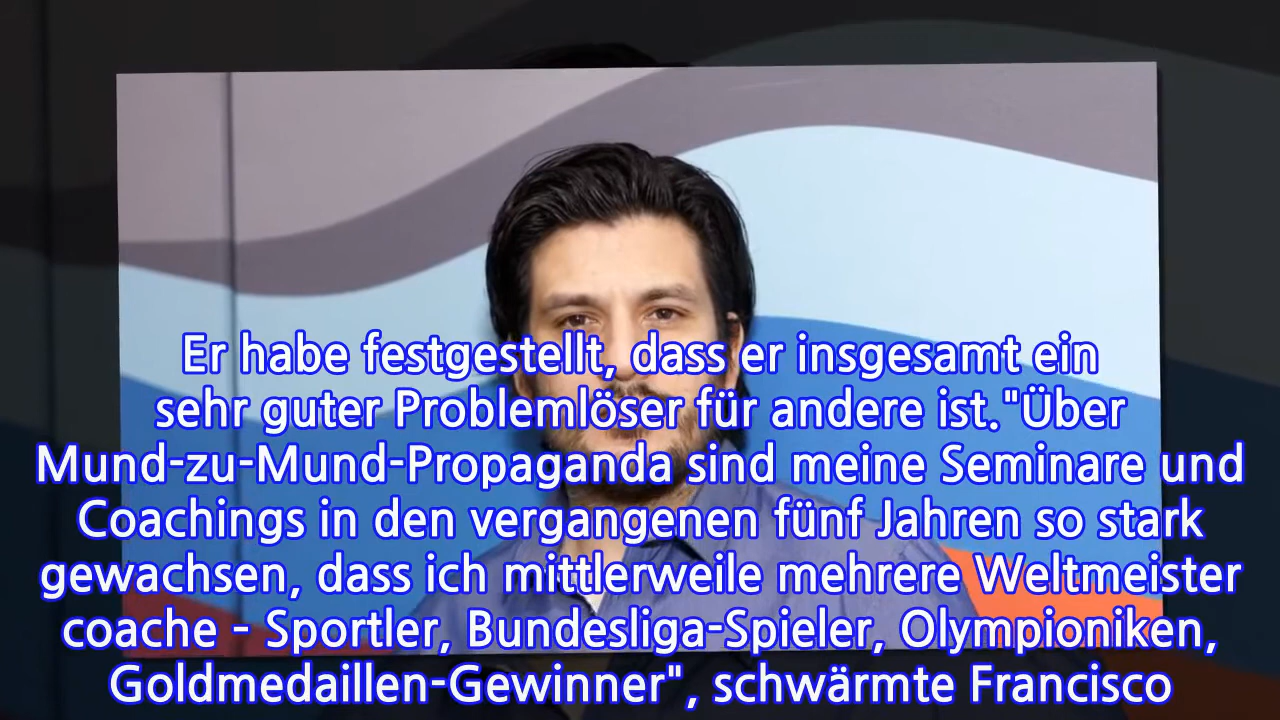 Er habe festgestellt, dass er insgesamt ein
sehr guter Problemlöser für andere ist."Über
Mund-zu-Mund-Propaganda sind meine Seminare und
Coachings in den vergangenen fünf Jahren so stark
gewachsen, dass ich mittlerweile mehrere Weltmeister
coache - Sportler, Bundesliga-Spieler, Olympioniken,
Goldmedaillen-Gewinner", schwärmte Francisco